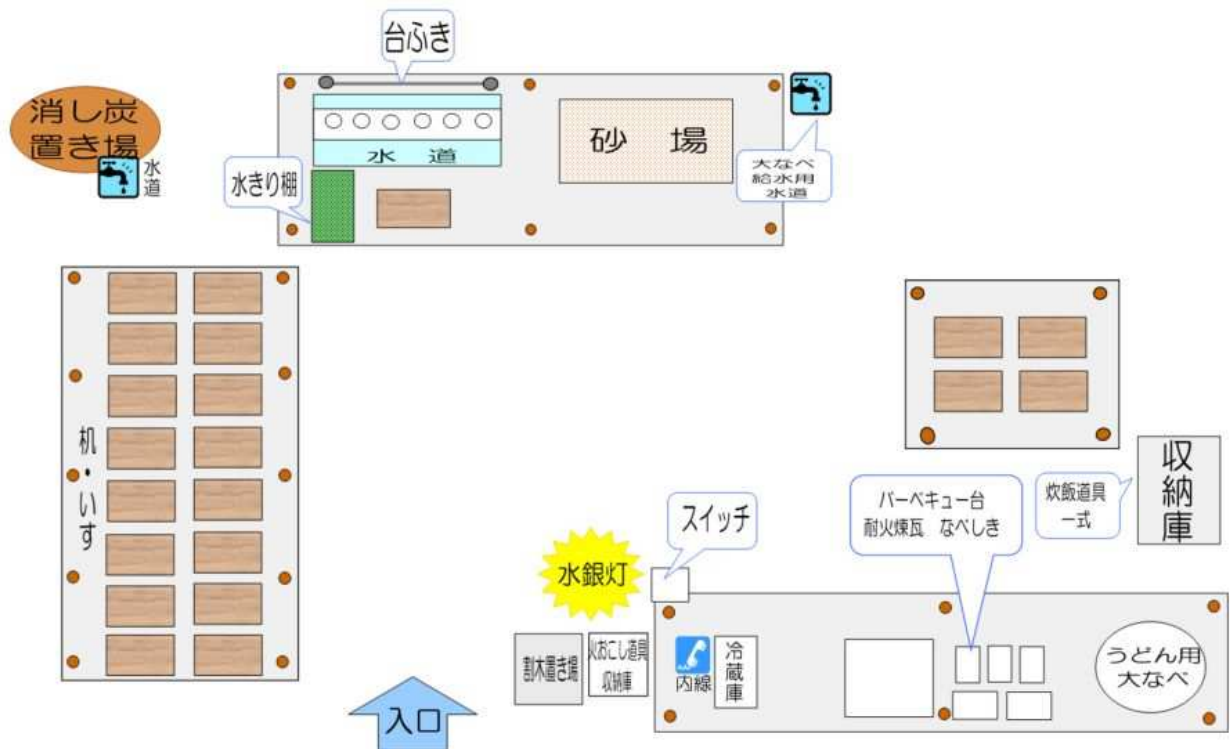 台ふき
消し炭
置き場
水道
水 道
砂 場
大なべ
給水用
水道
水きり棚
机・いす
収納庫
炊飯道具
一式
バーベキュー台
耐火煉瓦 なべしき
スイッチ
水銀灯
割木置き場
火おこし道具
収納庫
内線
冷蔵庫
うどん用
大なべ
入口